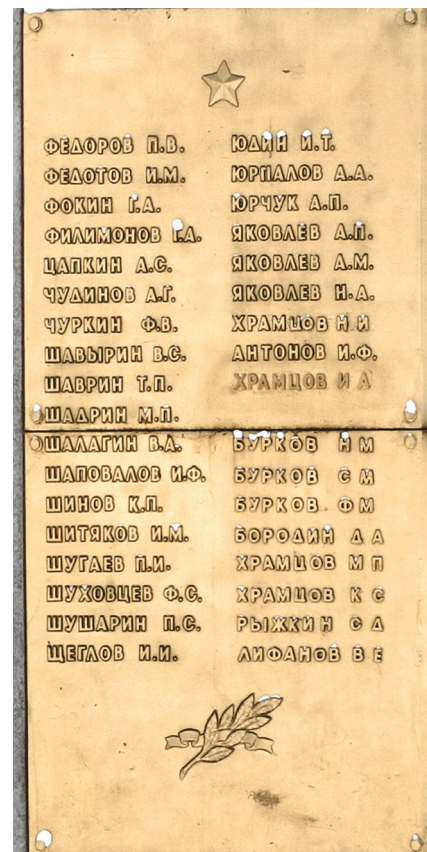 ФЕДОРОВ П.В.
ФЕДОТОВ И.М.
ФОКИН Г.А.
ФИЛИМОНОВ Г.А.
ЦАПКИН А.С.
ЧУДИНОВ А.Г.
ЧУРКИН Ф.В.
ШАВЫРИН В.С.
ШАВРИН Т.П.
ШАДРИН М.П.
ШАЛАГИН В.А.
ШАПОВАЛОВ И.Ф.
ШИНОВ К.П.
ШИТЯКОВ И.М.
ШУГАЕВ П.И.
ШУХОВЦЕВ Ф.С.
ШУШАРИН П.С.
ЩЕГЛОВ И.И.
ЮДИН И.Т.
ЮРПАЛОВ А.А.
ЮРЧУК А.П.
ЯКОВЛЕВ А.П.
ЯКОВЛЕВ А.М.
ЯКОВЛЕВ Н.А.
ХРАМЦОВ Н И
АНТОНОВ И.Ф.
ХРАМЦОВ И А
БУРКОВ Н М
БУРКОВ С М
БУРКОВ Ф М
БОРОДИН Д А
ХРАМЦОВ М П
ХРАМЦОВ К С
РЫЖКИН С Д
ЛИФАНОВ В Е